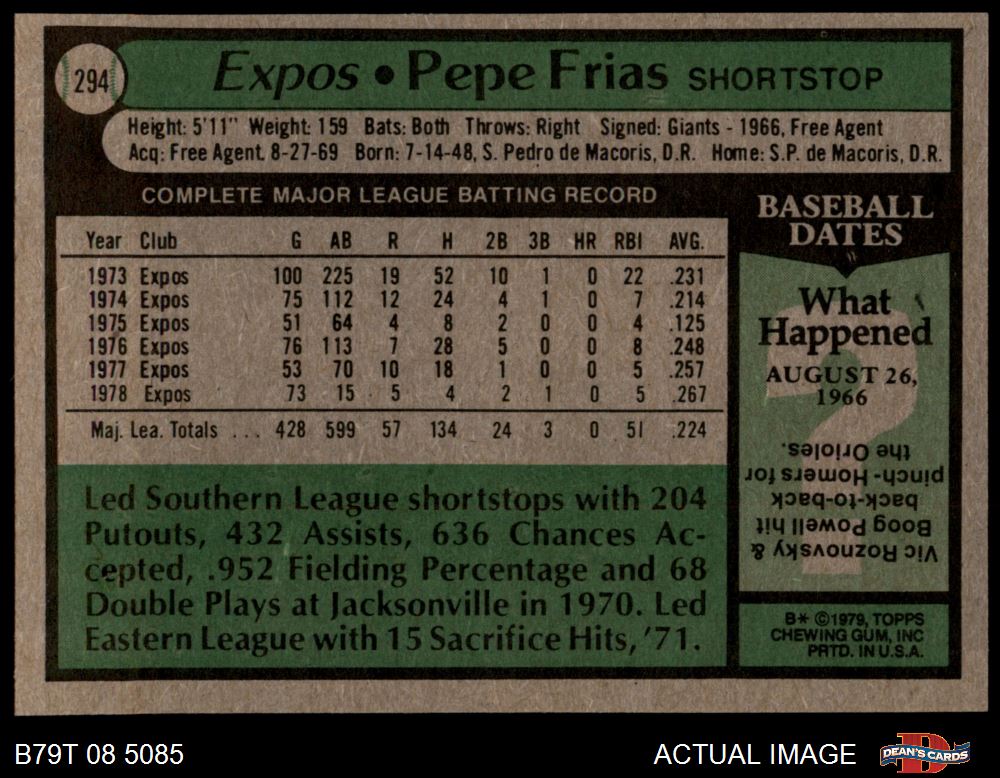 294
Expos • Pepe Frias SHORTSTOP
Height: 5'11" Weight: 159 Bats: Both Throws: Right Signed: Giants - 1966, Free Agent
Acq: Free Agent. 8-27-69 Born: 7-14-48, S. Pedro de Macoris, D.R. Home: S.P. de Macoris, D.R.
COMPLETE MAJOR LEAGUE BATTING RECORD
Year Club G AB R H 2B 3B HR RBI AVG.
1973 Expos 100 225 19 52 10 1 0 22 .231
1974 Expos 75 112 12 24 4 1 0 7 .214
1975 Expos 51 64 4 8 2 0 0 4 .125
1976 Expos 76 113 7 28 5 0 0 8 .248
1977 Expos 53 70 10 18 1 0 0 5 .257
1978 Expos 73 15 5 4 2 1 0 5 .267
Maj. Lea. Totals ... 428 599 57 134 24 3 0 51 .224
Led Southern League shortstops with 204
Putouts, 432 Assists, 636 Chances Ac-
cepted, .952 Fielding Percentage and 68
Double Plays at Jacksonville in 1970. Led
Eastern League with 15 Sacrifice Hits, '71.
BASEBALL
DATES
What
Happened
AUGUST 26,
1966
Vic Roznovsky &
Boog Powell hit
back-to-back
pinch-Homers for
the Orioles.
B* ©1979, TOPPS
CHEWING GUM, INC
PRTD. IN U.S.A.
B79T 08 5085
ACTUAL IMAGE
DEAN'S CARDS